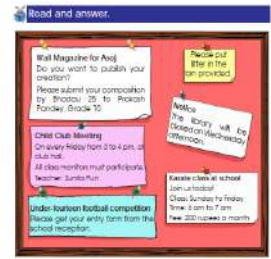 Read and answer.
Wall Magazine for Asoj
Do you want to publish your
creation?
Please submit your composition
by Bhadau 25 to Prakash
Pandey, Grade 10
Please put
litter in the
bin provided.
Notice
The library will be
closed on Wednesday
afternoon.
Child Club Meeting
On every Friday from 3 to 4 pm, at
club hall.
All class monitors must participate.
Teacher: Sunita Pun
Karate class at school
Join us today!
Class: Sunday to Friday
Time: 6 am to 7 am
Fee: 200 rupees a month
Under-fourteen football competition
Please get your entry form from the
school reception.